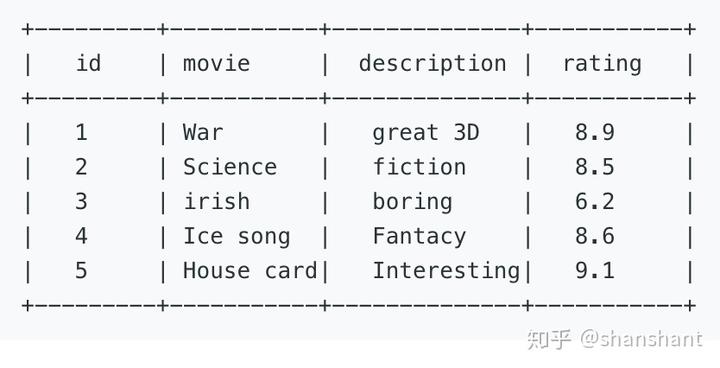 +---------+-----------+--------------+-----------+
|   id    | movie     |  description |  rating   |
+---------+-----------+--------------+-----------+
|   1     | War       |   great 3D   |   8.9     |
|   2     | Science   |   fiction    |   8.5     |
|   3     | irish     |   boring     |   6.2     |
|   4     | Ice song  |   Fantacy    |   8.6     |
|   5     | House card|   Interesting|   9.1     |
+---------+-----------+--------------+-----------+
知乎 @shanshant